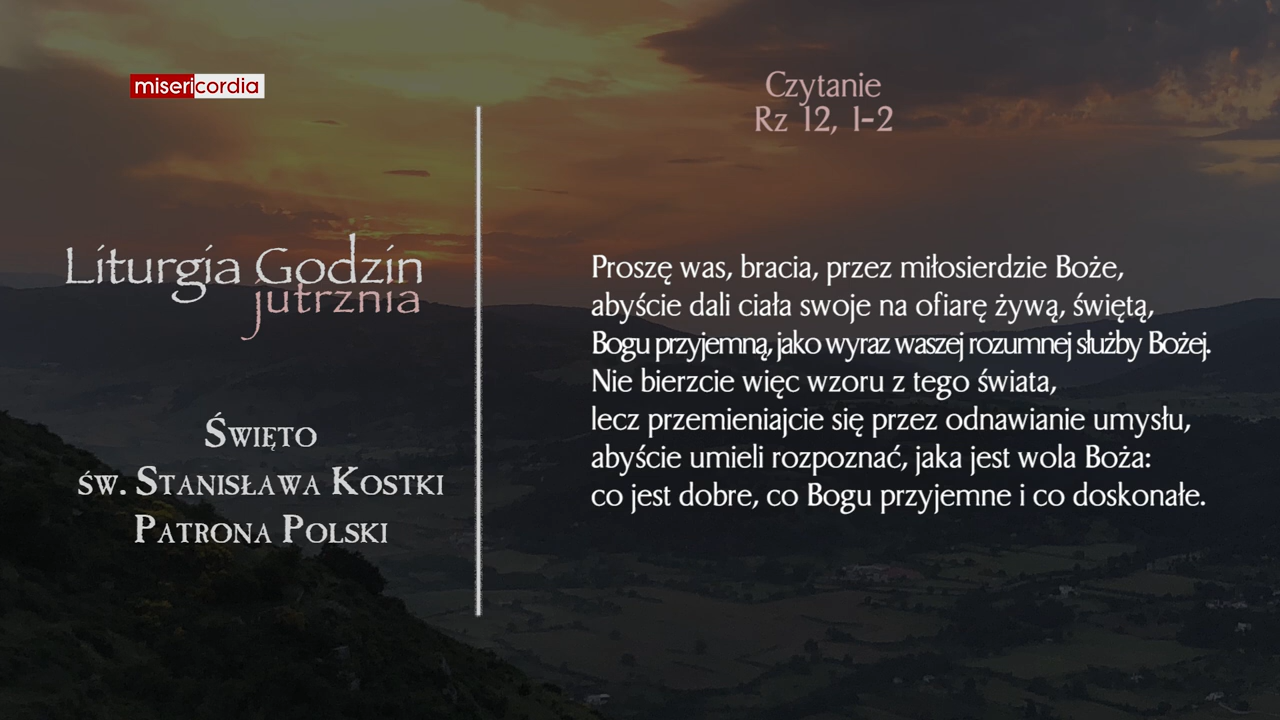 misericordia
Liturgia Godzin
jutrznia
Święto
św. Stanisława Kostki
Patrona Polski
Czytanie
Rz 12, 1-2
Proszę was, bracia, przez miłosierdzie Boże,
abyście dali ciała swoje na ofiarę żywą, świętą,
Bogu przyjemną, jako wyraz waszej rozumnej służby Bożej.
Nie bierzcie więc wzoru z tego świata,
lecz przemieniajcie się przez odnawianie umysłu,
abyście umieli rozpoznać, jaka jest wola Boża:
co jest dobre, co Bogu przyjemne i co doskonałe.